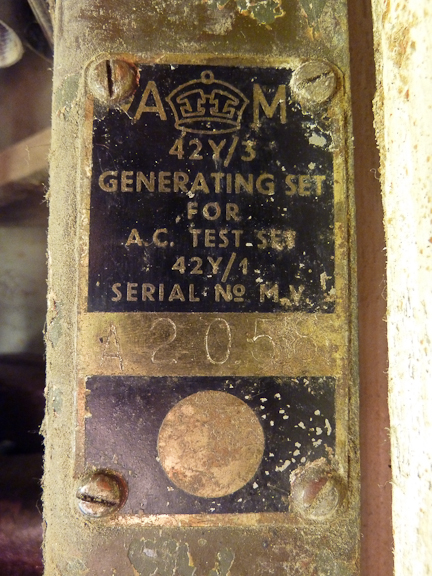 A M
42Y/3
GENERATING SET
FOR
A.C. TEST SET
42Y/1
SERIAL Nº M.V.
A205